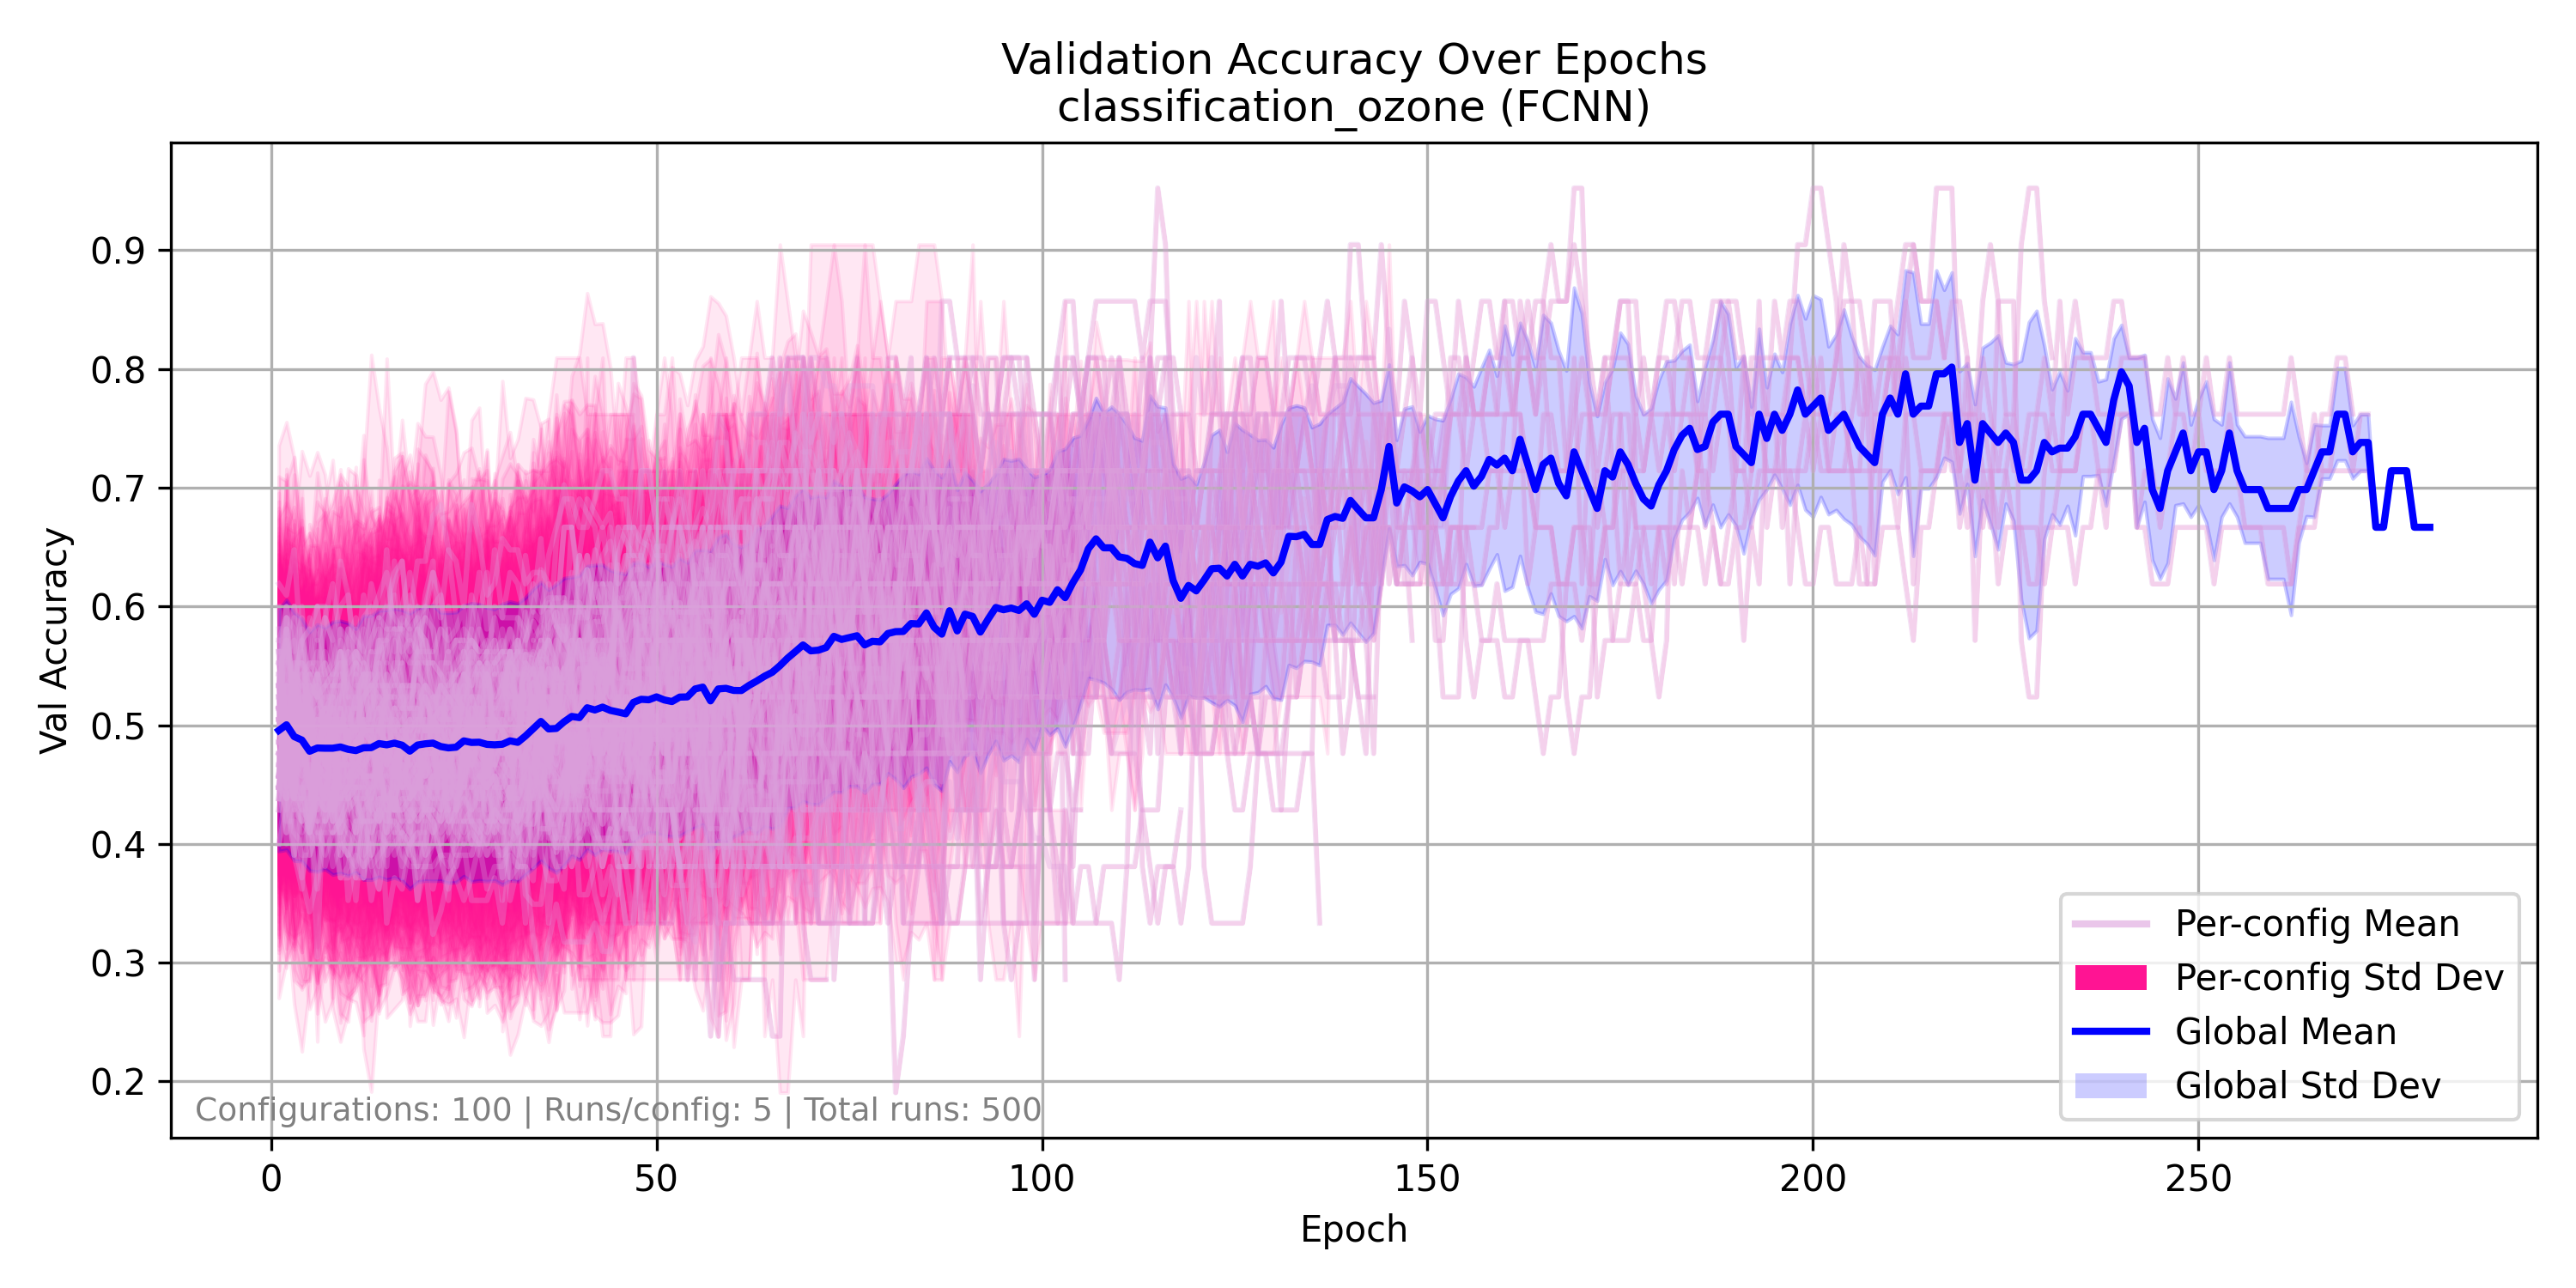 Validation Accuracy Over Epochs
classification_ozone (FCNN)
Val Accuracy
0.9
0.8
0.7
0.6
0.5
0.4
0.3
0.2
Per-config Mean
Per-config Std Dev
Global Mean
Global Std Dev
Configurations: 100 | Runs/config: 5 | Total runs: 500
0 50 100 150 200 250
Epoch